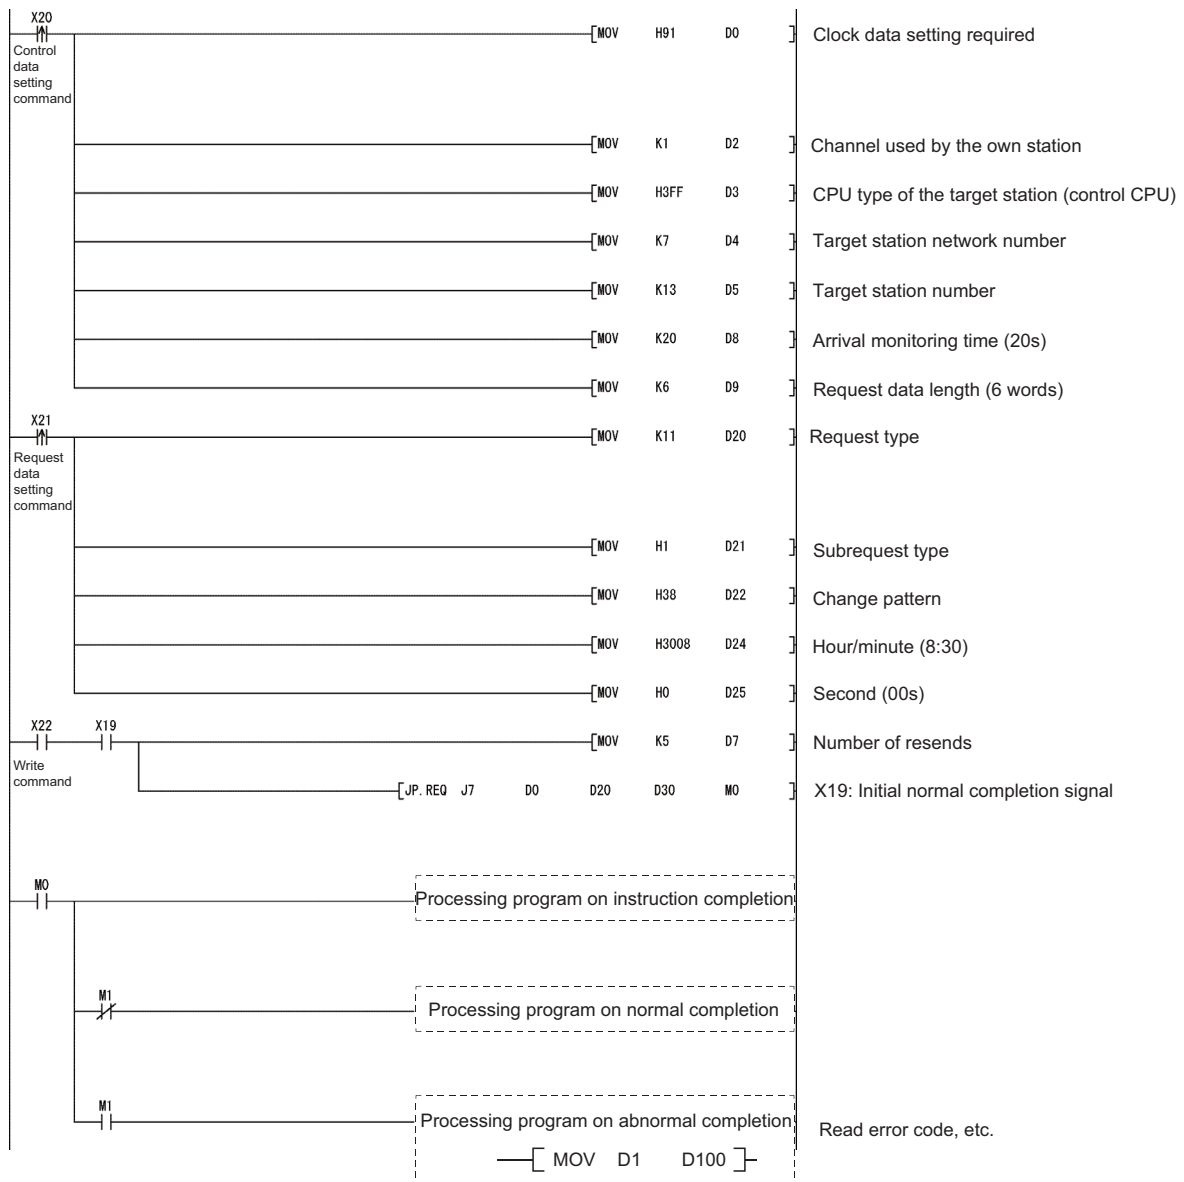 X20
[MOV H91 D0 ] Clock data setting required
Control
data
setting
command
[MOV K1 D2 ] Channel used by the own station
[MOV H3FF D3 ] CPU type of the target station (control CPU)
[MOV K7 D4 ] Target station network number
[MOV K13 D5 ] Target station number
[MOV K20 D8 ] Arrival monitoring time (20s)
[MOV K6 D9 ] Request data length (6 words)
X21
[MOV K11 D20 ] Request type
Request
data
setting
command
[MOV H1 D21 ] Subrequest type
[MOV H38 D22 ] Change pattern
[MOV H3008 D24 ] Hour/minute (8:30)
[MOV H0 D25 ] Second (00s)
X22 X19
[MOV K5 D7 ] Number of resends
Write
command
[JP.REQ J7 D0 D20 D30 M0 ] X19: Initial normal completion signal
M0
Processing program on instruction completion
M1
Processing program on normal completion
M1
Processing program on abnormal completion
Read error code, etc.
[ MOV D1 D100 ]